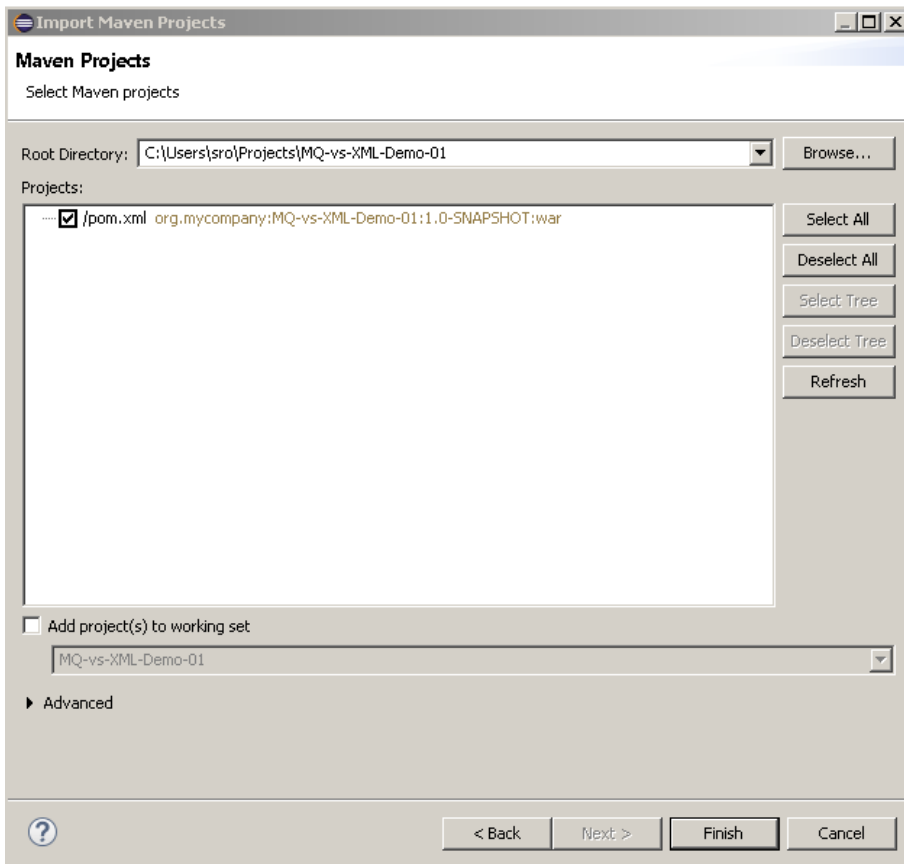 Import Maven Projects
Maven Projects
Select Maven projects
Root Directory: C:\Users\sro\Projects\MQ-vs-XML-Demo-01 Browse...
Projects:
/pom.xml org.mycompany:MQ-vs-XML-Demo-01:1.0-SNAPSHOT:war
Select All
Deselect All
Select Tree
Deselect Tree
Refresh
Add project(s) to working set
MQ-vs-XML-Demo-01
Advanced
? < Back Next > Finish Cancel